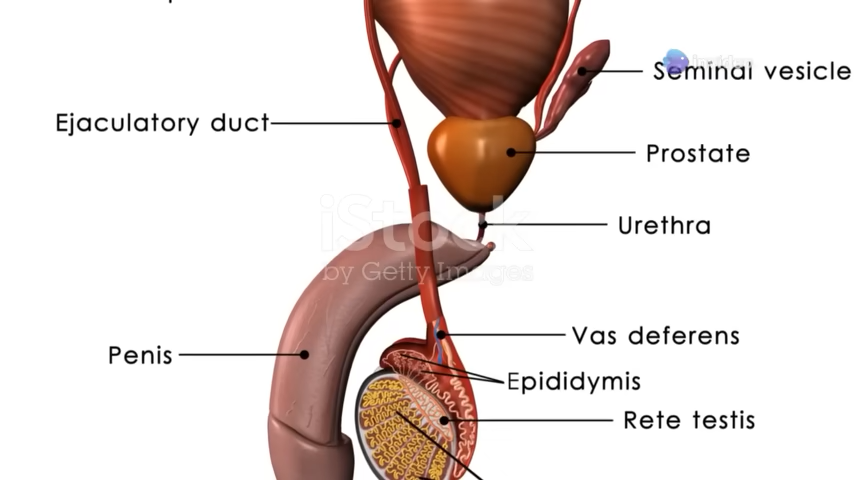 Seminal vesicle
Ejaculatory duct
Prostate
iStock
Urethra
by Getty Images
Vas deferens
Penis
Epididymis
Rete testis